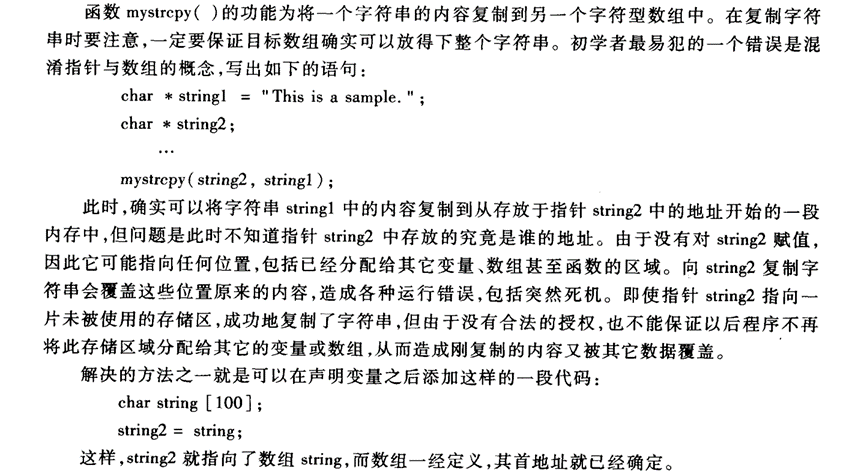 函数 mystrcpy( )的功能为将一个字符串的内容复制到另一个字符型数组中。在复制字符
串时要注意,一定要保证目标数组确实可以放得下整个字符串。初学者最易犯的一个错误是混
淆指针与数组的概念,写出如下的语句:
char * string1 = "This is a sample.";
char * string2;
…
mystrcpy(string2, string1);
此时,确实可以将字符串 string1 中的内容复制到从存放于指针 string2 中的地址开始的一段
内存中,但问题是此时不知道指针 string2 中存放的究竟是谁的地址。由于没有对 string2 赋值,
因此它可能指向任何位置,包括已经分配给其它变量、数组甚至函数的区域。向 string2 复制字
符串会覆盖这些位置原来的内容,造成各种运行错误,包括突然死机。即使指针 string2 指向一
片未被使用的存储区,成功地复制了字符串,但由于没有合法的授权,也不能保证以后程序不再
将此存储区域分配给其它的变量或数组,从而造成刚复制的内容又被其它数据覆盖。
解决的方法之一就是可以在声明变量之后添加这样的一段代码:
char string [100];
string2 = string;
这样,string2 就指向了数组 string,而数组一经定义,其首地址就已经确定。